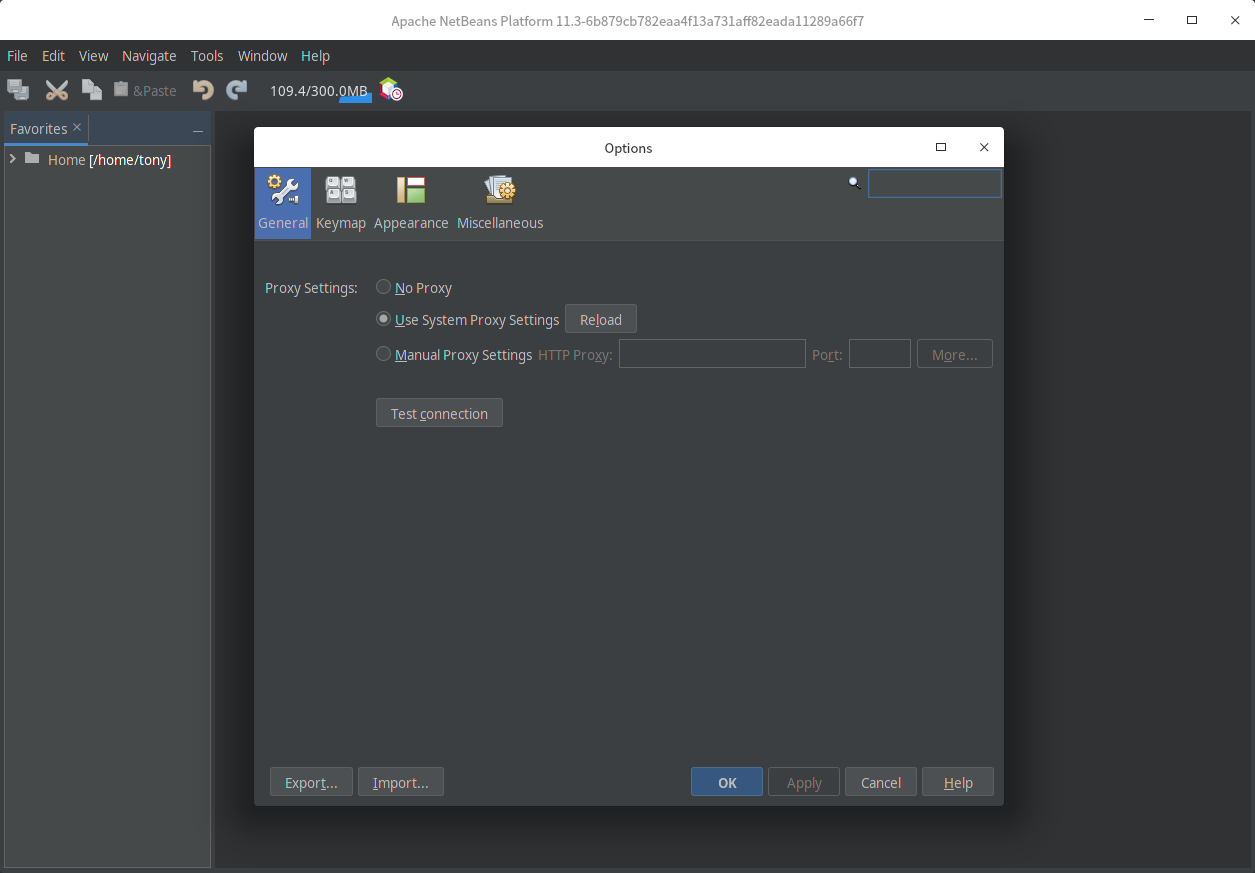 Apache NetBeans Platform 11.3-6b879cb782eaa4f13a731aff82eada11289a66f7
File Edit View Navigate Tools Window Help
&Paste 109.4/300.0MB
Favorites
Home [/home/tony]
Options
General Keymap Appearance Miscellaneous
Proxy Settings: No Proxy
Use System Proxy Settings Reload
Manual Proxy Settings HTTP Proxy: Port: More...
Test connection
Export... Import... OK Apply Cancel Help